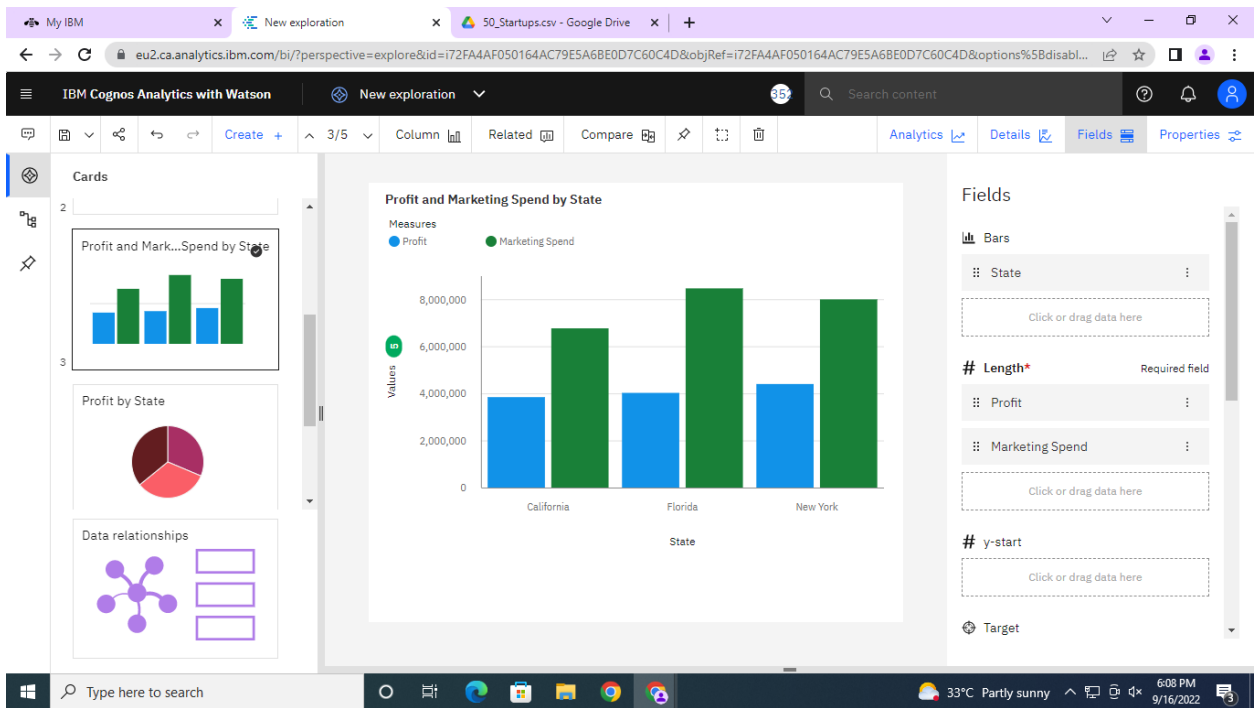 My IBM
New exploration
50_Startups.csv - Google Drive
eu2.ca.analytics.ibm.com/bi/?perspective=explore&id=i72FA4AF050164AC79E5A6BE0D7C60C4D&objRef=i72FA4AF050164AC79E5A6BE0D7C60C4D&options%5Bdisabl...
IBM Cognos Analytics with Watson
New exploration
352
Search content
Create
3/5
Column
Related
Compare
Analytics
Details
Fields
Properties
Cards
2
Profit and Mark...Spend by State
3
Profit by State
Data relationships
Profit and Marketing Spend by State
Measures
Profit
Marketing Spend
8,000,000
6,000,000
4,000,000
2,000,000
0
Values
5
California
Florida
New York
State
Fields
Bars
State
Click or drag data here
# Length*
Required field
Profit
Marketing Spend
Click or drag data here
# y-start
Click or drag data here
Target
Type here to search
33°C Partly sunny
6:08 PM
9/16/2022
3